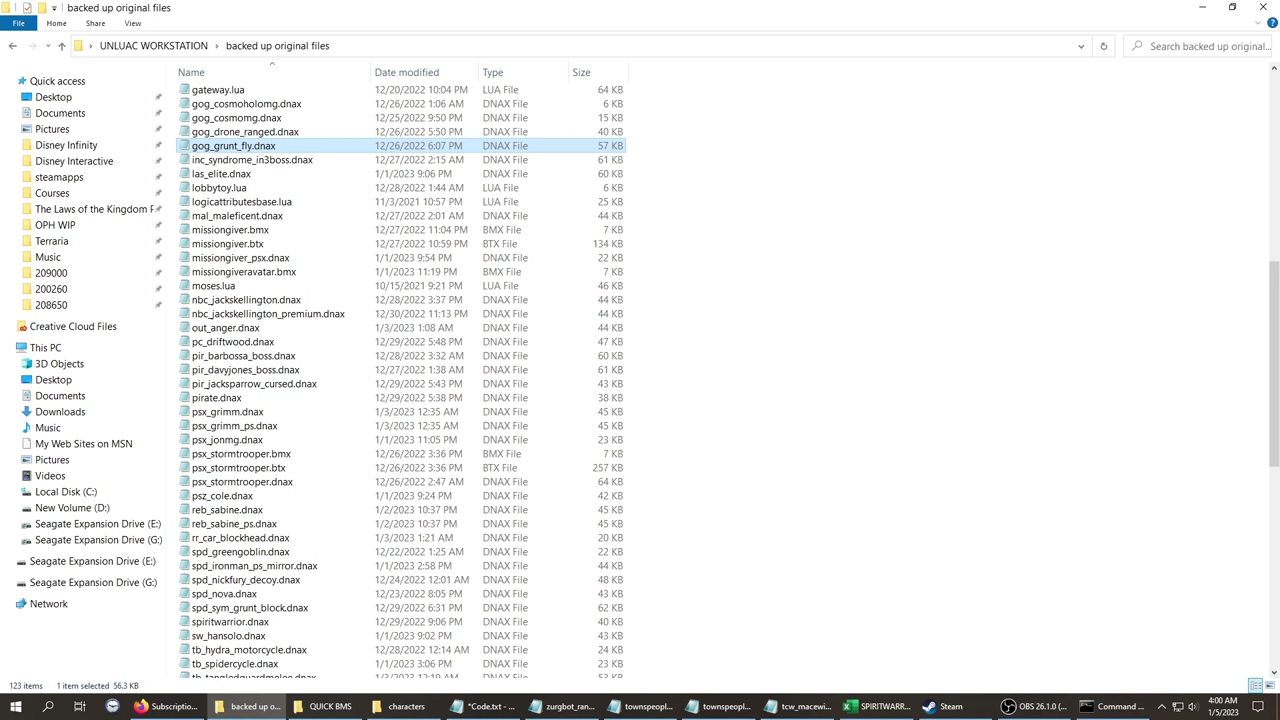 backed up original files
File Home Share View
UNLUAC WORKSTATION backed up original files Search backed up original...
Name Date modified Type Size
Quick access
Desktop
Documents
Pictures
Disney Infinity
Disney Interactive
steamapps
Courses
The Laws of the Kingdom F
OPH WIP
Terraria
Music
209000
200260
208650
Creative Cloud Files
This PC
3D Objects
Desktop
Documents
Downloads
Music
My Web Sites on MSN
Pictures
Videos
Local Disk (C:)
New Volume (D:)
Seagate Expansion Drive (E:)
Seagate Expansion Drive (G:)
Seagate Expansion Drive (E:)
Seagate Expansion Drive (G:)
Network
gateway.lua 12/20/2022 10:04 PM LUA File 64 KB
gog_cosmoholomg.dnax 12/26/2022 1:06 AM DNAX File 6 KB
gog_cosmomg.dnax 12/25/2022 9:50 PM DNAX File 15 KB
gog_drone_ranged.dnax 12/26/2022 5:50 PM DNAX File 40 KB
gog_grunt_fly.dnax 12/26/2022 6:07 PM DNAX File 57 KB
inc_syndrome_in3boss.dnax 12/27/2022 2:15 AM DNAX File 61 KB
las_elite.dnax 1/1/2023 9:06 PM DNAX File 60 KB
lobbytoy.lua 12/28/2022 1:44 AM LUA File 6 KB
logicattributesbase.lua 11/3/2021 10:57 PM LUA File 25 KB
mal_maleficent.dnax 12/27/2022 2:01 AM DNAX File 44 KB
missiongiver.bmx 12/27/2022 11:04 PM BMX File 7 KB
missiongiver.btx 12/27/2022 10:59 PM BTX File 134 KB
missiongiver_psx.dnax 1/1/2023 9:54 PM DNAX File 22 KB
missiongiveravatar.bmx 1/1/2023 11:19 PM BMX File 7 KB
moses.lua 10/15/2021 9:21 PM LUA File 46 KB
nbc_jackskellington.dnax 12/28/2022 3:37 PM DNAX File 44 KB
nbc_jackskellington_premium.dnax 12/30/2022 11:13 PM DNAX File 44 KB
out_anger.dnax 1/3/2023 1:08 AM DNAX File 44 KB
pc_driftwood.dnax 12/29/2022 5:48 PM DNAX File 47 KB
pir_barbossa_boss.dnax 12/28/2022 3:32 AM DNAX File 60 KB
pir_davyjones_boss.dnax 12/27/2022 1:38 AM DNAX File 61 KB
pir_jacksparrow_cursed.dnax 12/29/2022 5:43 PM DNAX File 43 KB
pirate.dnax 12/29/2022 5:38 PM DNAX File 38 KB
psx_grimm.dnax 1/3/2023 12:35 AM DNAX File 45 KB
psx_grimm_ps.dnax 1/3/2023 12:35 AM DNAX File 45 KB
psx_jonmg.dnax 1/1/2023 11:05 PM DNAX File 23 KB
psx_stormtrooper.bmx 12/26/2022 3:36 PM BMX File 7 KB
psx_stormtrooper.btx 12/26/2022 3:36 PM BTX File 257 KB
psx_stormtrooper.dnax 12/26/2022 2:47 AM DNAX File 64 KB
psz_cole.dnax 1/1/2023 9:24 PM DNAX File 42 KB
reb_sabine.dnax 1/2/2023 10:37 PM DNAX File 45 KB
reb_sabine_ps.dnax 1/2/2023 10:37 PM DNAX File 45 KB
rr_car_blockhead.dnax 1/3/2023 1:21 AM DNAX File 20 KB
spd_greengoblin.dnax 12/22/2022 1:25 AM DNAX File 22 KB
spd_ironman_ps_mirror.dnax 1/1/2023 2:58 PM DNAX File 44 KB
spd_nickfury_decoy.dnax 12/24/2022 12:01 AM DNAX File 48 KB
spd_nova.dnax 12/23/2022 8:05 PM DNAX File 43 KB
spd_sym_grunt_block.dnax 12/29/2022 6:31 PM DNAX File 62 KB
spiritwarrior.dnax 12/29/2022 9:06 PM DNAX File 40 KB
sw_hansolo.dnax 1/1/2023 9:02 PM DNAX File 43 KB
tb_hydra_motorcycle.dnax 12/28/2022 12:14 AM DNAX File 24 KB
tb_spidercycle.dnax 1/1/2023 3:06 PM DNAX File 23 KB
tb_tangledguardmelee.dnax 1/3/2023 12:19 AM DNAX File 53 KB
123 items 1 item selected 56.3 KB
Subscription... backed up o... QUICK BMS characters *Code.txt - ... zurgbot_ran... townspeopl... townspeopl... tcw_macewi... SPIRITWARR... Steam OBS 26.1.0 (... Command ... 4:00 AM
1/5/2023